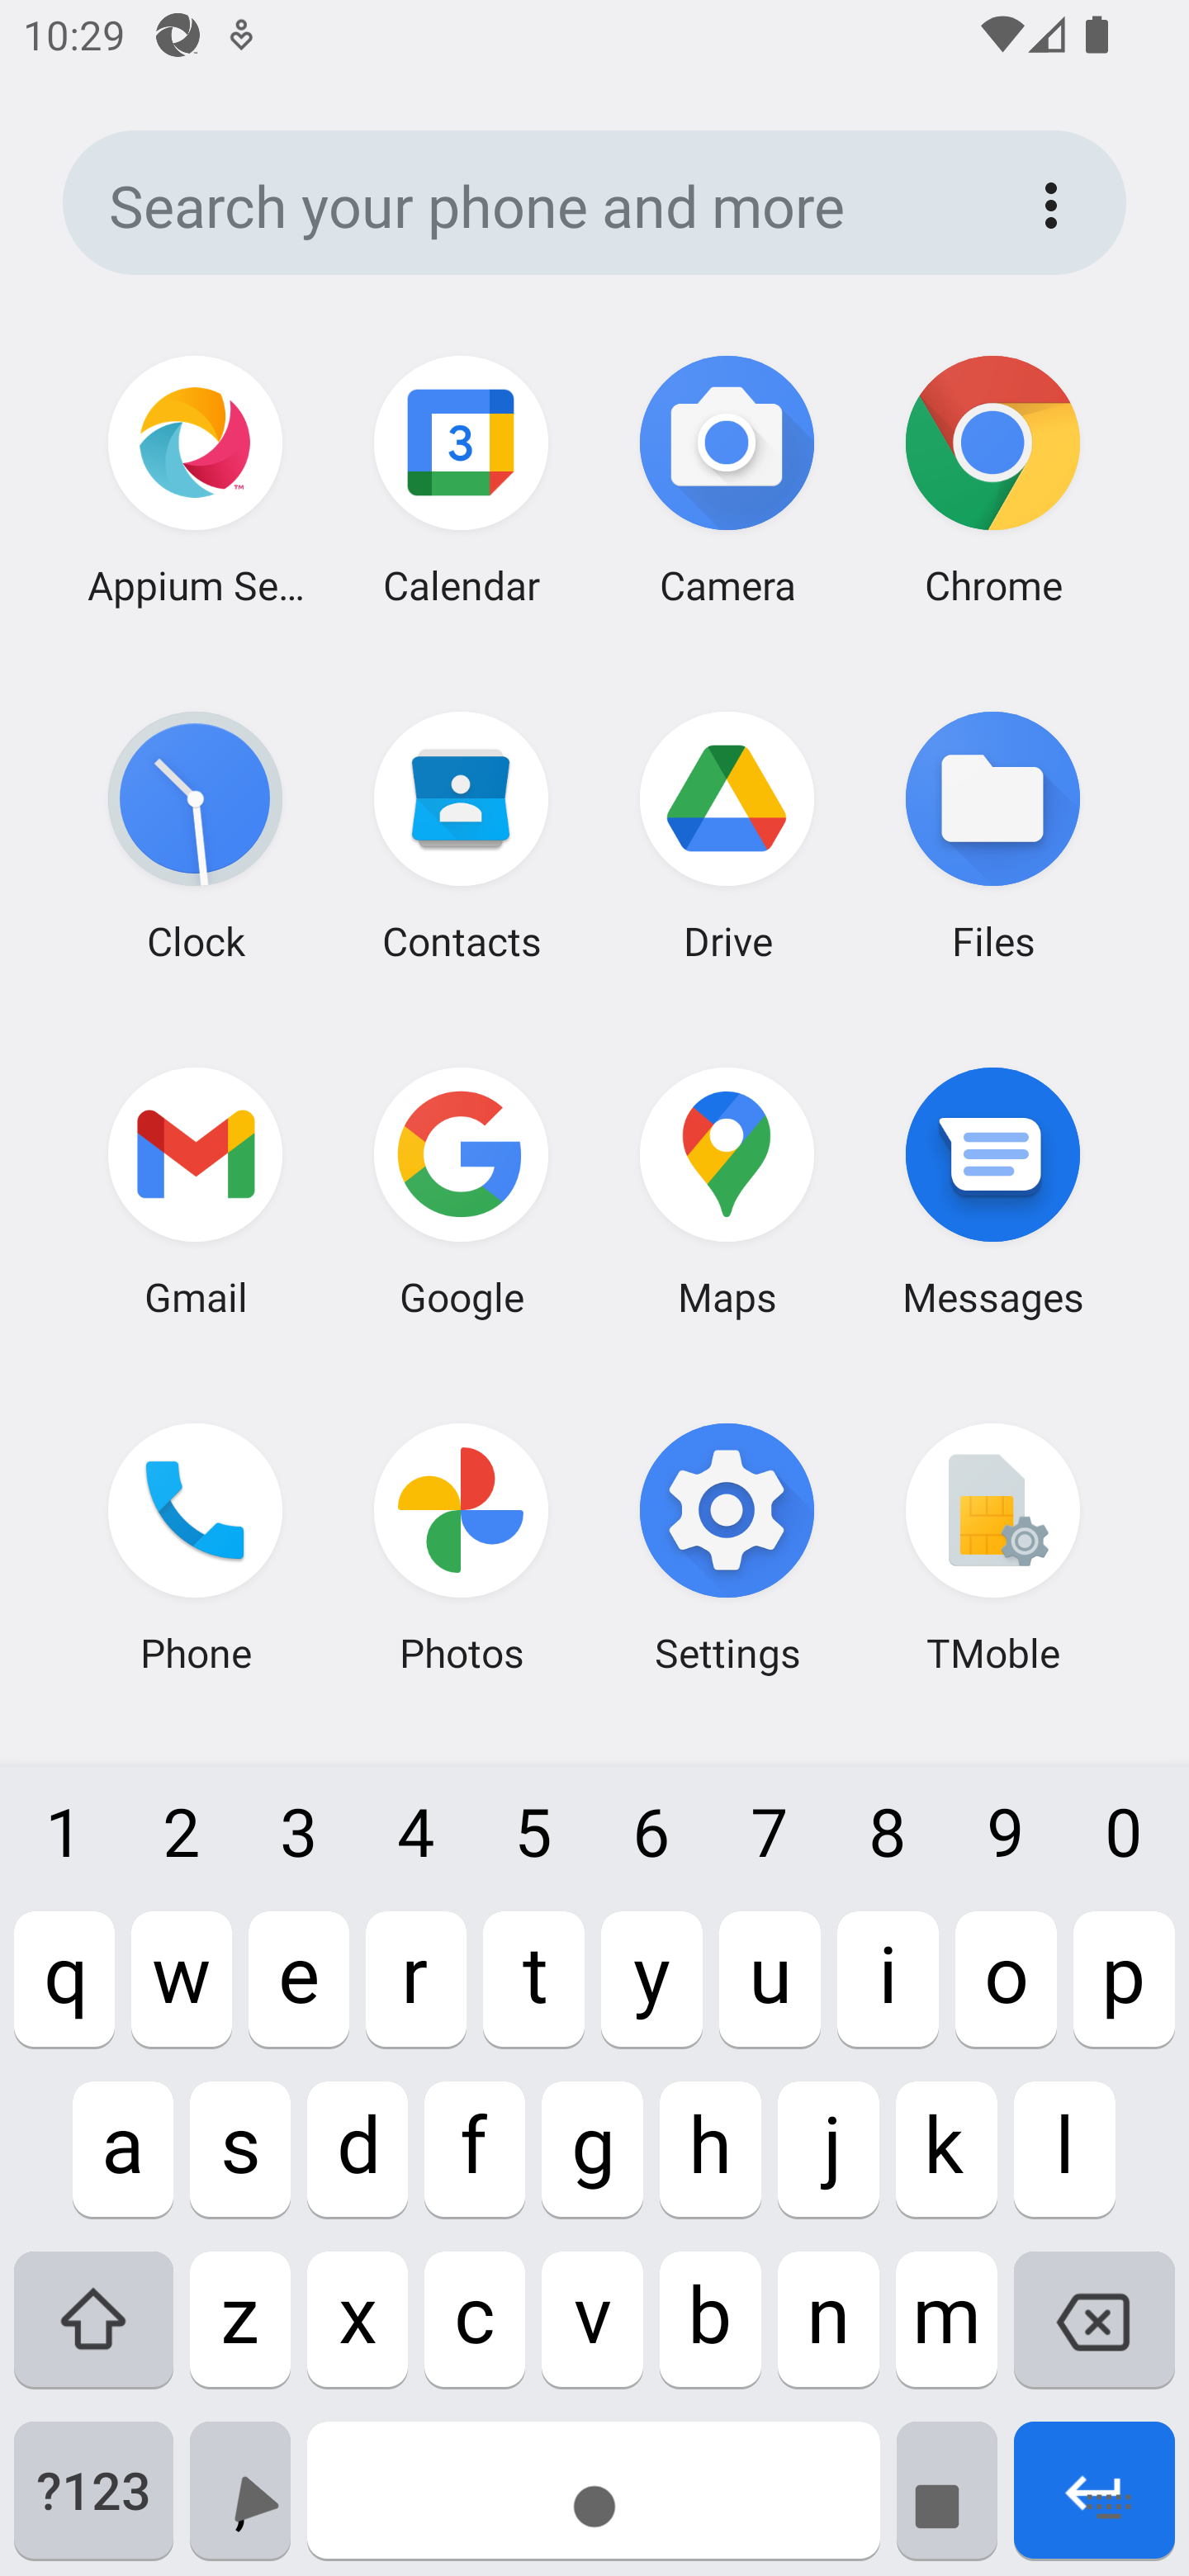 10:29
Search your phone and more
Appium Se… Calendar Camera Chrome
Clock Contacts Drive Files
Gmail Google Maps Messages
Phone Photos Settings TMoble
1 2 3 4 5 6 7 8 9 0
q w e r t y u i o p
a s d f g h j k l
z x c v b n m
?123 ,